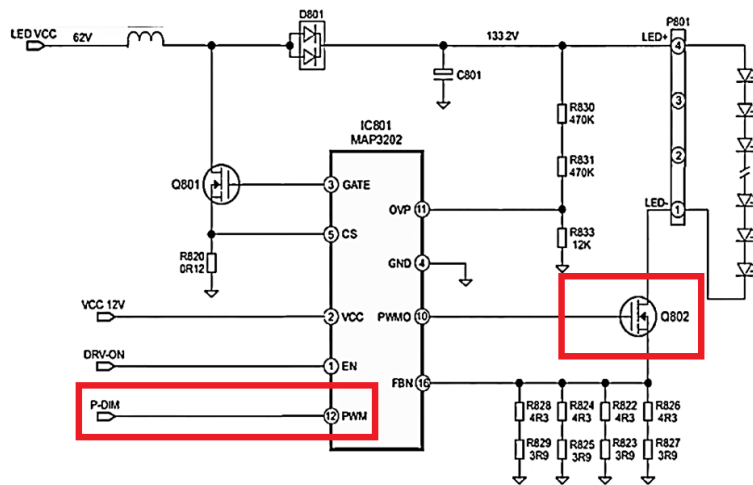 D801
P801
LED VCC
62V
133.2V
LED+
4
C801
R830
470K
3
IC801
MAP3202
R831
470K
2
Q801
3
GATE
OVP
11
LED-
1
5
CS
R833
12K
R820
0R12
GND
4
VCC 12V
2
VCC
PWMO
10
Q802
DRV-ON
1
EN
FBN
16
P-DIM
12
PWM
R828
4R3
R824
4R3
R822
4R3
R826
4R3
R829
3R9
R825
3R9
R823
3R9
R827
3R9